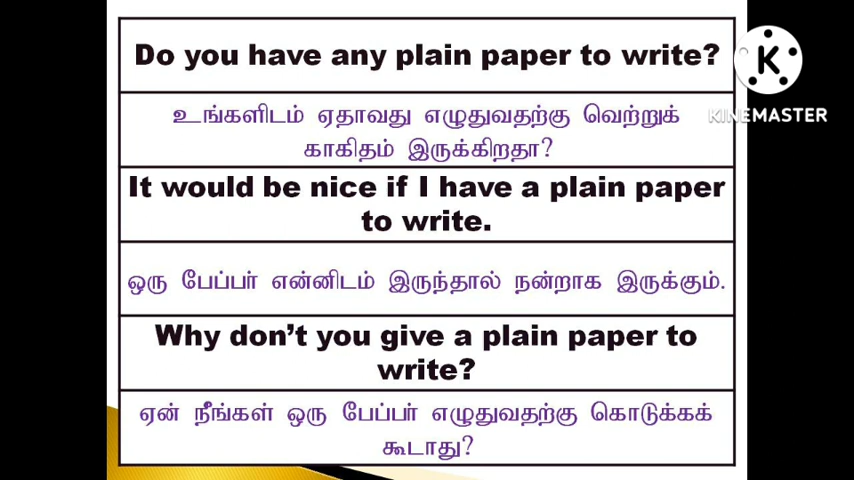 Do you have any plain paper to write?
உங்களிடம் ஏதாவது எழுதுவதற்கு வெற்றுக்
காகிதம் இருக்கிறதா?
It would be nice if I have a plain paper
to write.
ஒரு பேப்பர் என்னிடம் இருந்தால் நன்றாக இருக்கும்.
Why don't you give a plain paper to
write?
ஏன் நீங்கள் ஒரு பேப்பர் எழுதுவதற்கு கொடுக்கக்
கூடாது?
K
KINEMASTER